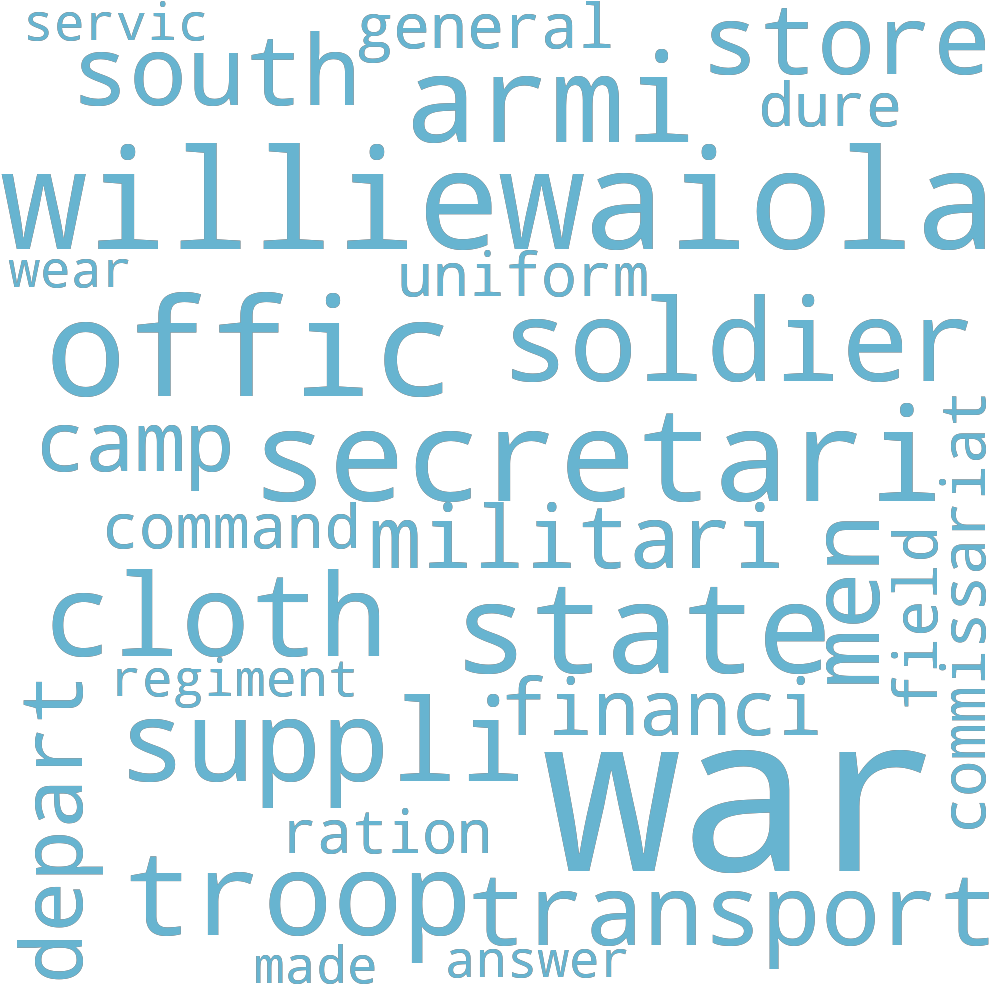 servic
general
store
south
armi
dure
williewaiola
wear
uniform
offic
soldier
camp
secretari
commissariat
command
militari
men
field
cloth
state
regiment
financi
depart
suppli
war
ration
troop
transport
made
answer